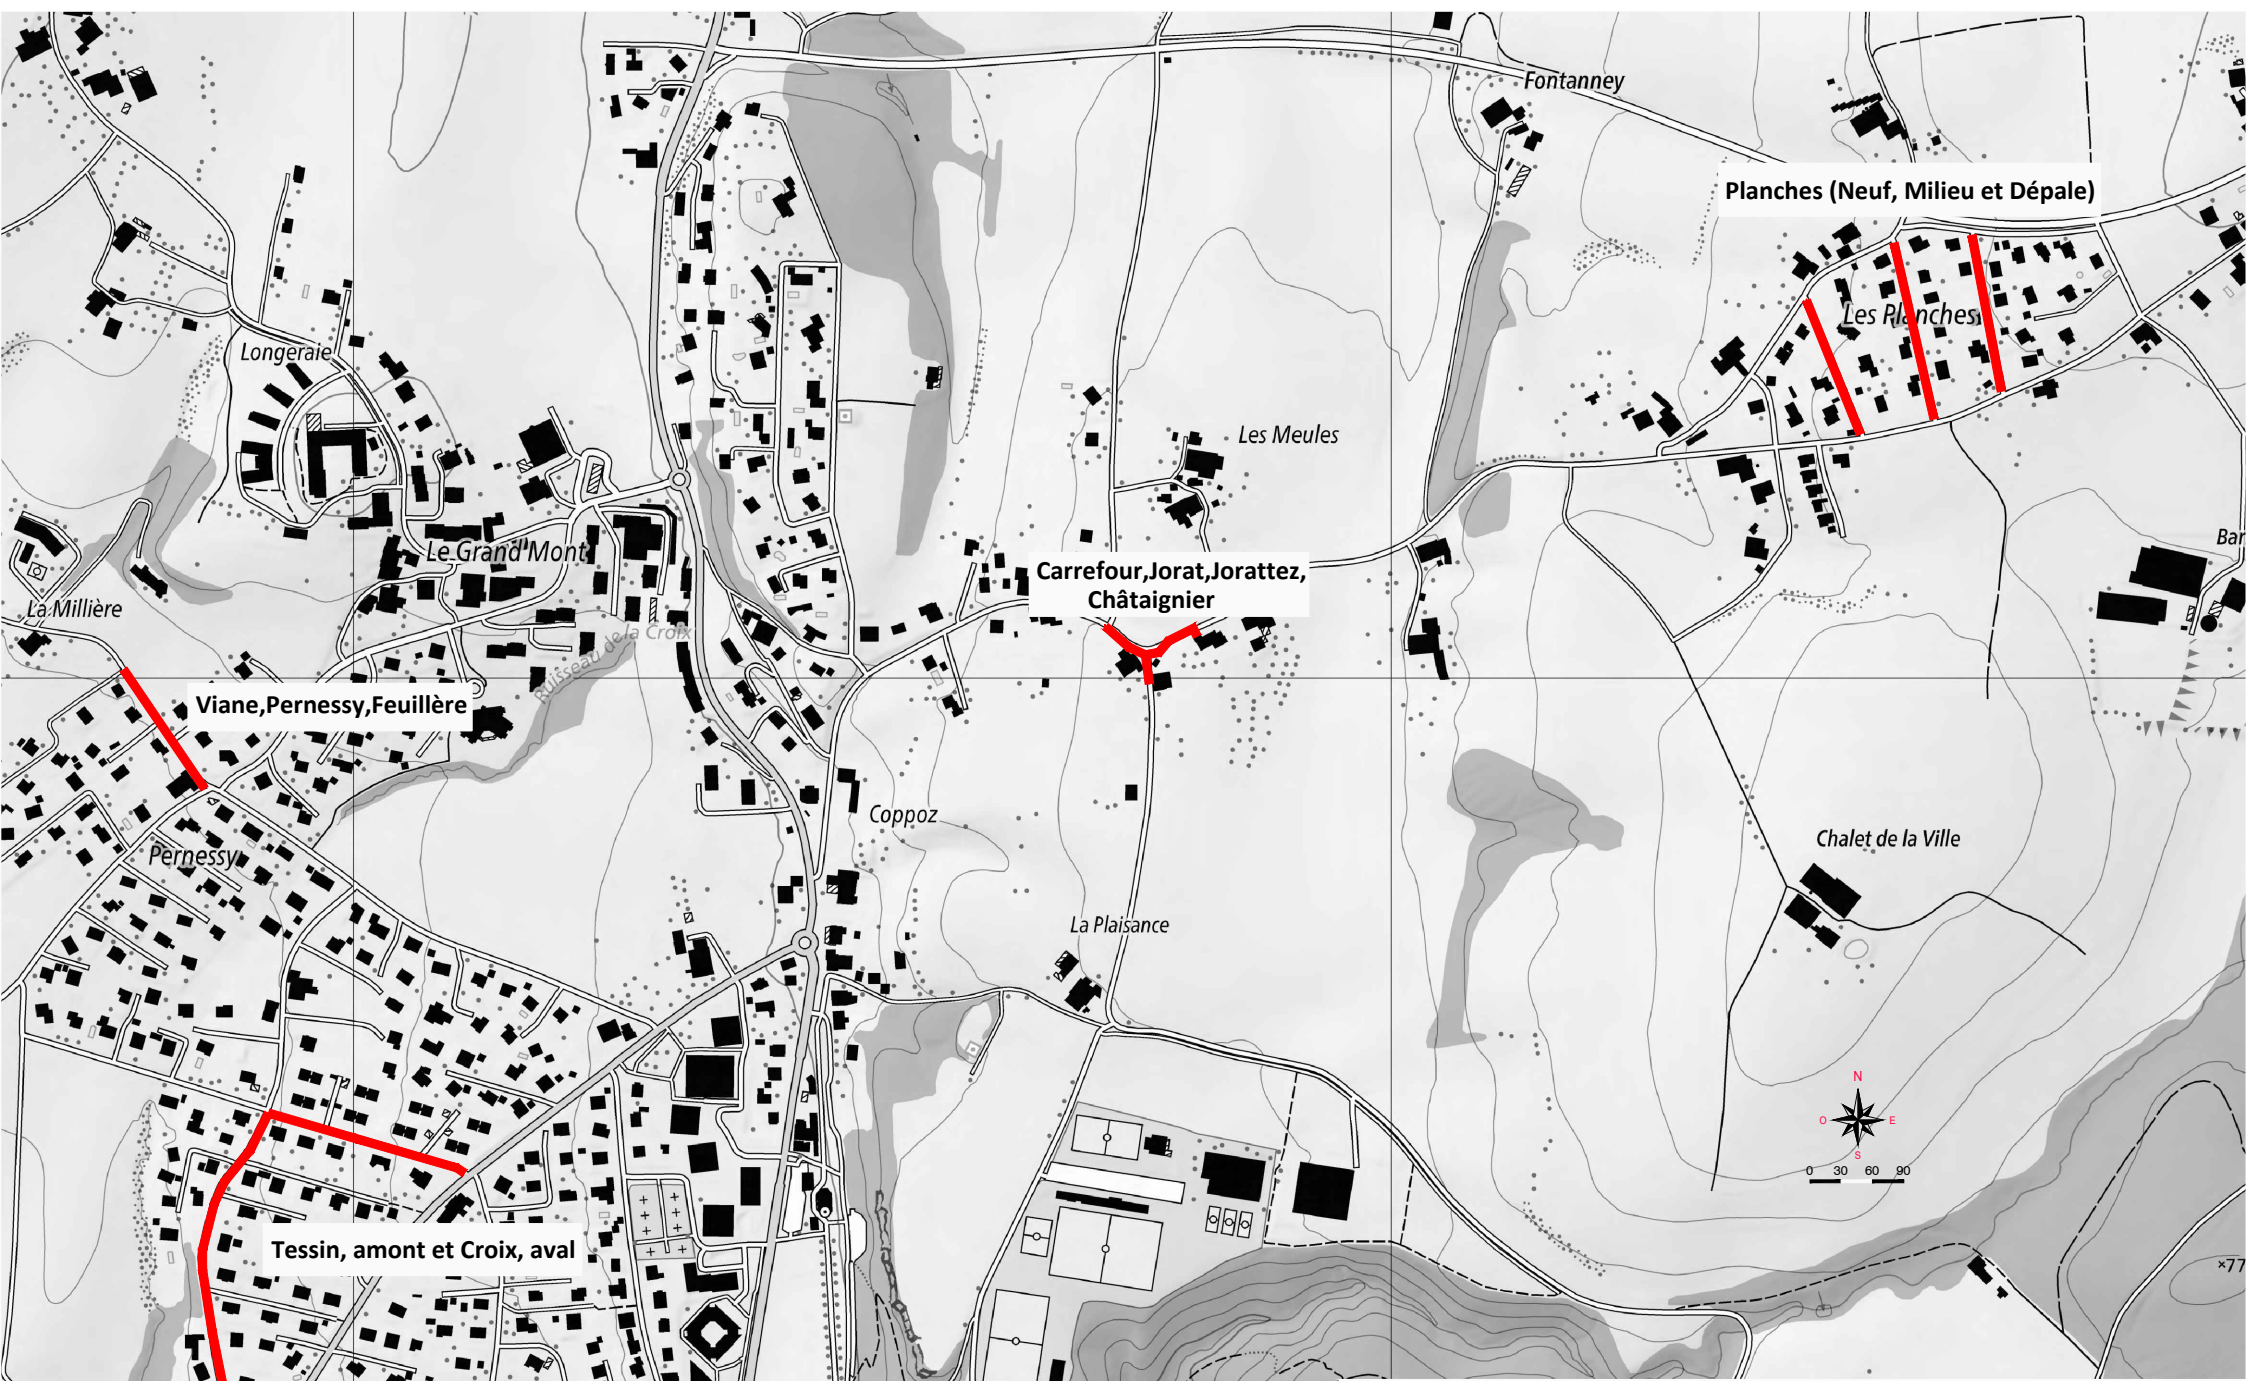 Fontanney
Planches (Neuf, Milieu et Dépale)
Les Planches
Longeraie
Les Meules
Le Grand Mont
Carrefour,Jorat,Jorattez,
Châtaignier
La Millière
Ruisseau de la Croix
Viane,Pernessy,Feuillère
Coppoz
Pernessy
Chalet de la Ville
La Plaisance
N
O
E
S
0 30 60 90
Tessin, amont et Croix, aval
×77